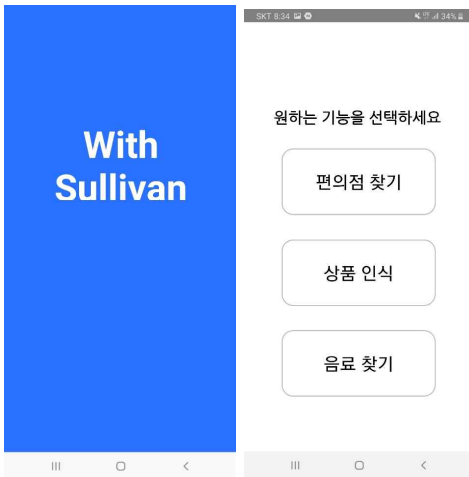 With
Sullivan
SKT 8:34
34%
원하는 기능을 선택하세요
편의점 찾기
상품 인식
음료 찾기